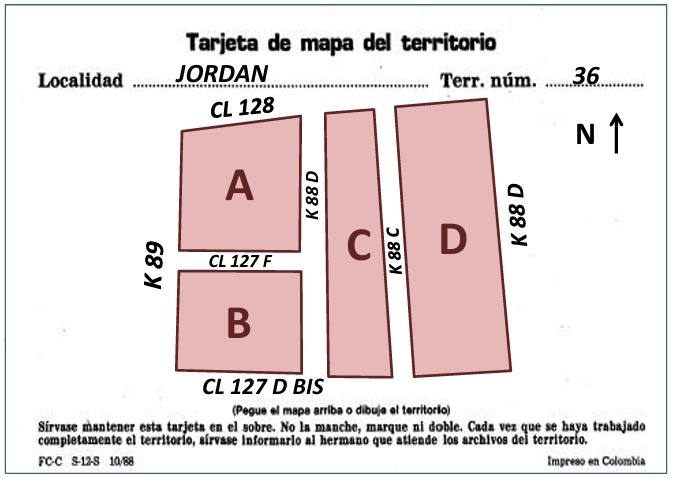 Tarjeta de mapa del territorio
Localidad JORDAN Terr. núm. 36
CL 128
N
A
K 88 D
K 89
CL 127 F
C
K 88 C
D
K 88 D
B
CL 127 D BIS
(Pegue el mapa arriba o dibuje el territorio)
Sírvase mantener esta tarjeta en el sobre. No la manche, marque ni doble. Cada vez que se haya trabajado
completamente el territorio, sírvase informarlo al hermano que atiende los archivos del territorio.
FC-C S-12-S 10/88 Impreso en Colombia